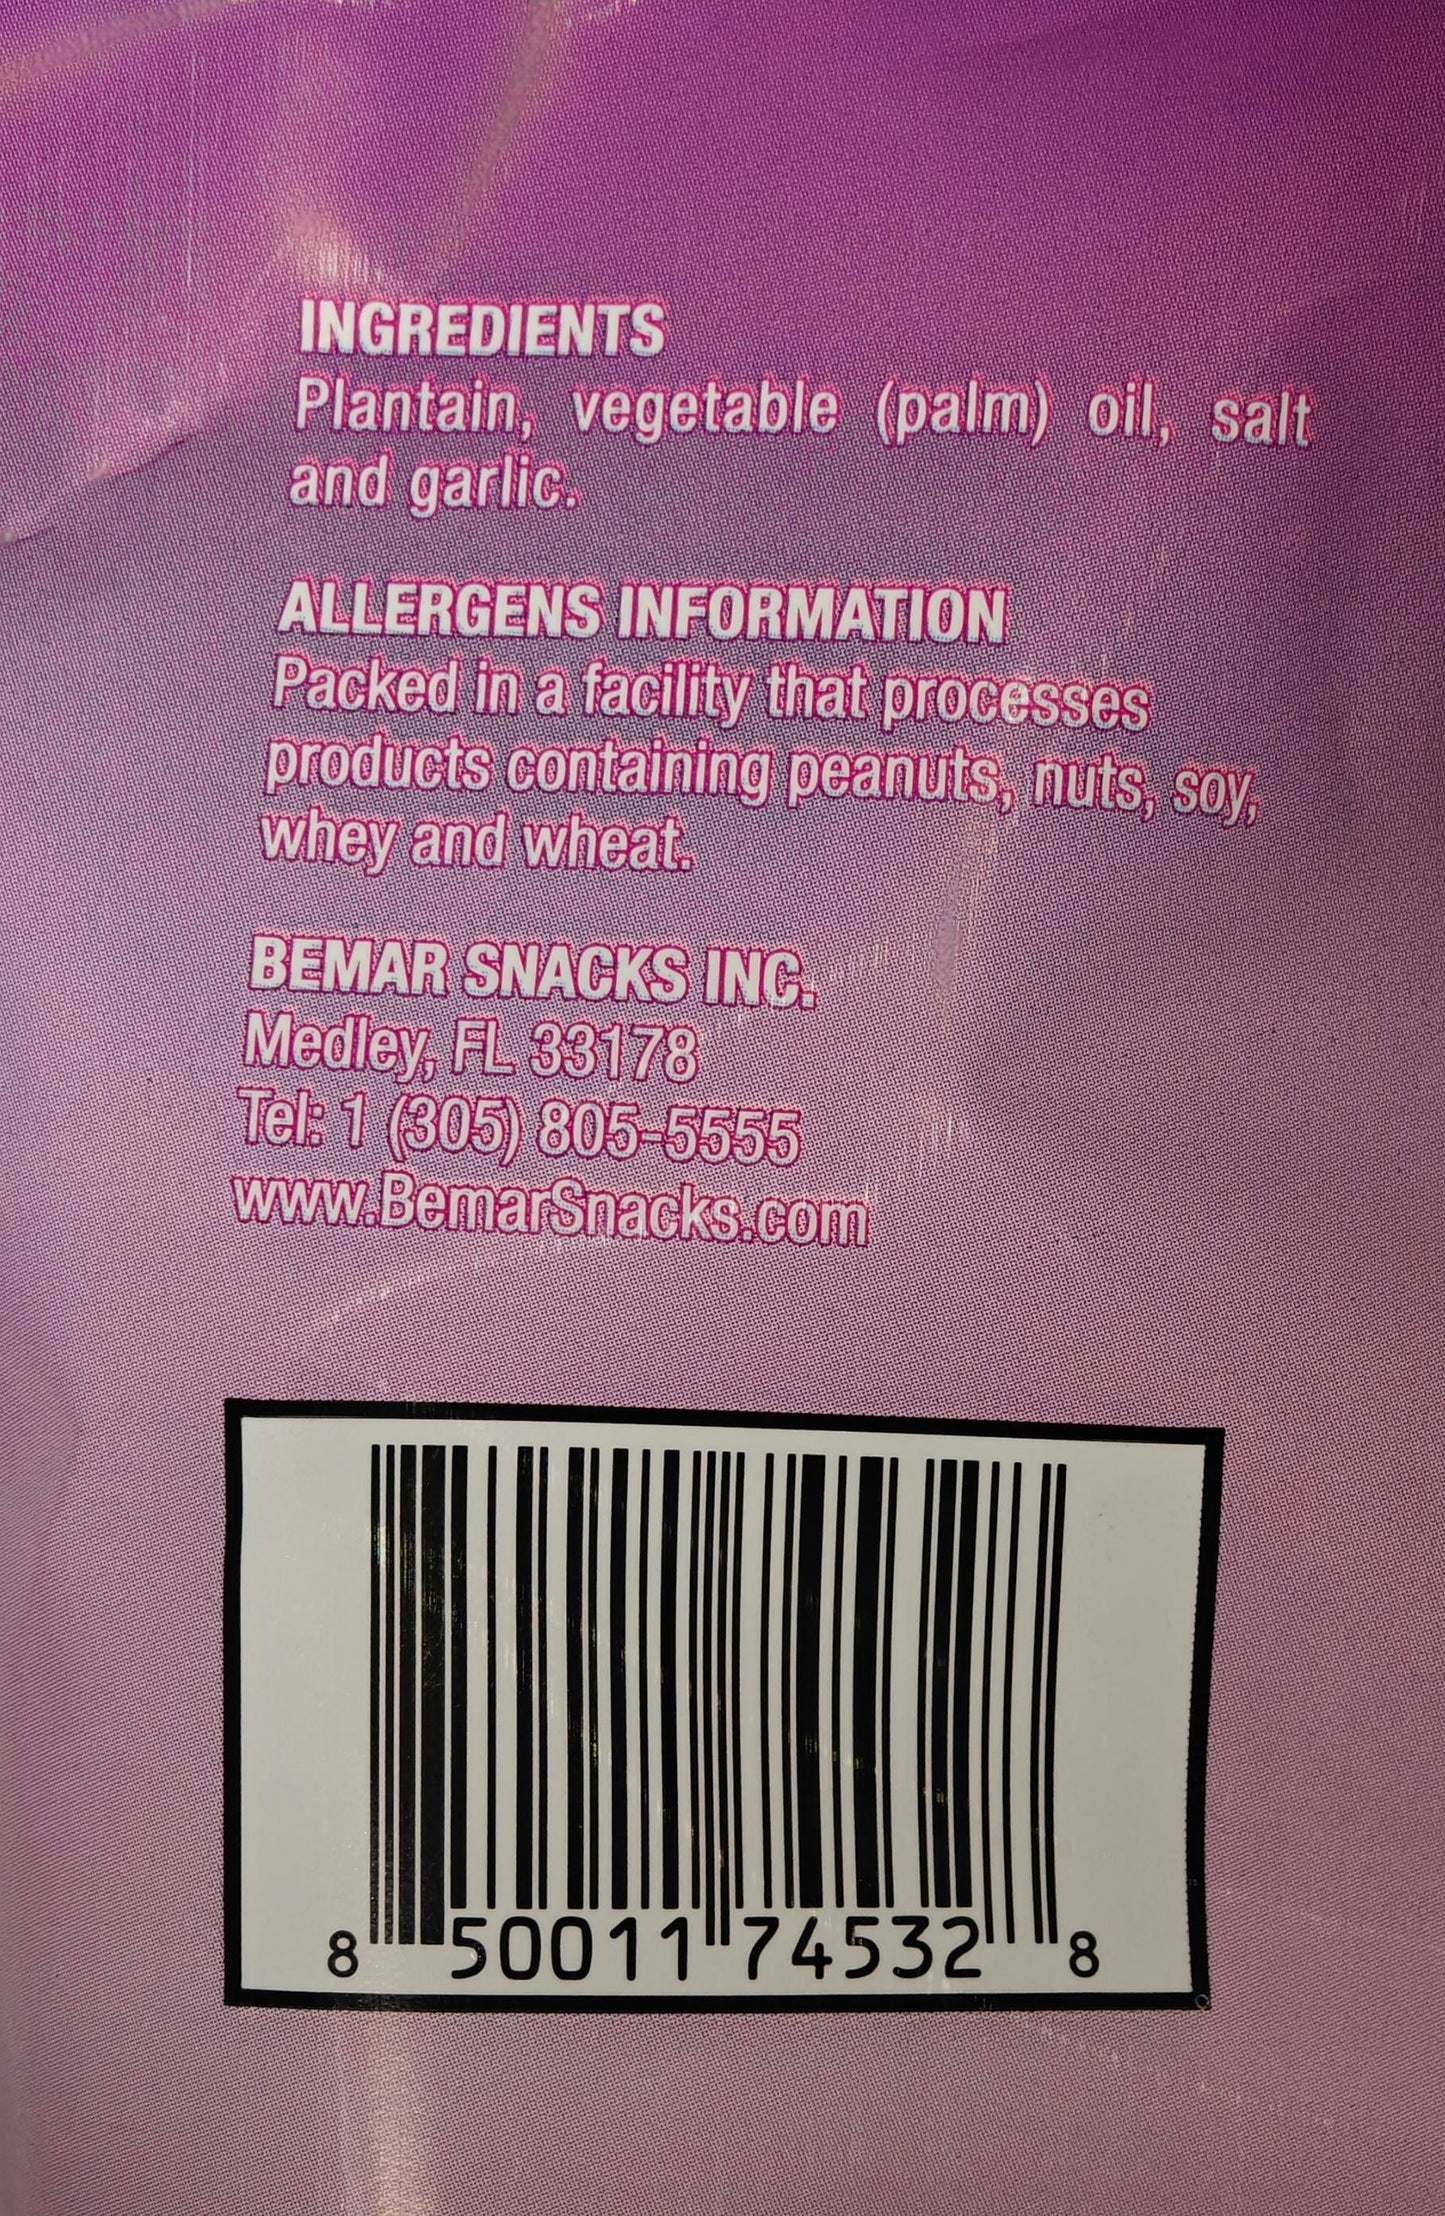 INGREDIENTS
Plantain, vegetable (palm) oil, salt
and garlic.
ALLERGENS INFORMATION
Packed in a facility that processes
products containing peanuts, nuts, soy,
whey and wheat.
BEMAR SNACKS INC.
Medley, FL 33178
Tel: 1 (305) 805-5555
www.BemarSnacks.com
8 50011 74532 8